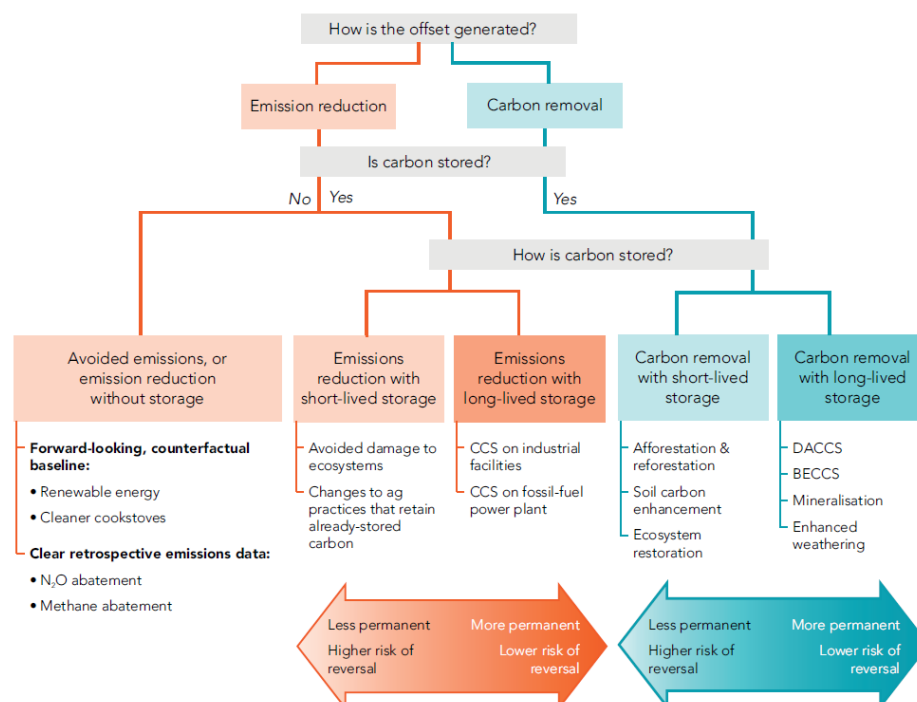 How is the offset generated?
Emission reduction
Carbon removal
Is carbon stored?
No
Yes
Yes
How is carbon stored?
Avoided emissions, or
emission reduction
without storage
Emissions
reduction with
short-lived storage
Emissions
reduction with
long-lived storage
Carbon removal
with short-lived
storage
Carbon removal
with long-lived
storage
Forward-looking, counterfactual
baseline:
• Renewable energy
• Cleaner cookstoves
Clear retrospective emissions data:
• N₂O abatement
• Methane abatement
Avoided damage to
ecosystems
Changes to ag
practices that retain
already-stored
carbon
CCS on industrial
facilities
CCS on fossil-fuel
power plant
Afforestation &
reforestation
Soil carbon
enhancement
Ecosystem
restoration
DACCS
BECCS
Mineralisation
Enhanced
weathering
Less permanent
Higher risk of
reversal
More permanent
Lower risk of
reversal
Less permanent
Higher risk of
reversal
More permanent
Lower risk of
reversal